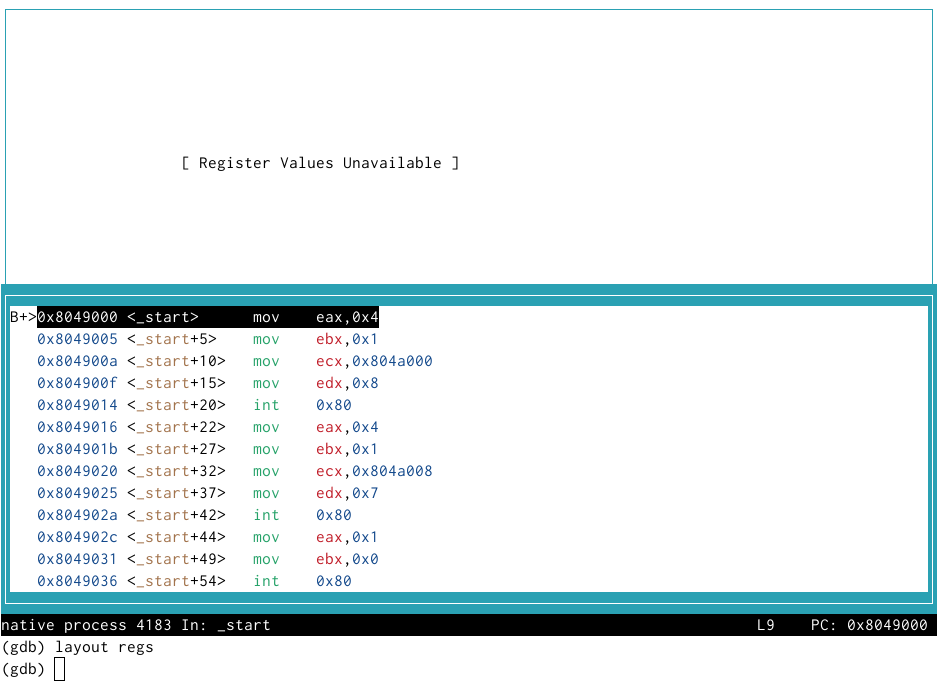 [ Register Values Unavailable ]
B+>0x8049000 <_start>      mov    eax,0x4
   0x8049005 <_start+5>    mov    ebx,0x1
   0x804900a <_start+10>   mov    ecx,0x804a000
   0x804900f <_start+15>   mov    edx,0x8
   0x8049014 <_start+20>   int    0x80
   0x8049016 <_start+22>   mov    eax,0x4
   0x804901b <_start+27>   mov    ebx,0x1
   0x8049020 <_start+32>   mov    ecx,0x804a008
   0x8049025 <_start+37>   mov    edx,0x7
   0x804902a <_start+42>   int    0x80
   0x804902c <_start+44>   mov    eax,0x1
   0x8049031 <_start+49>   mov    ebx,0x0
   0x8049036 <_start+54>   int    0x80
native process 4183 In: _start    L9    PC: 0x8049000
(gdb) layout regs
(gdb)